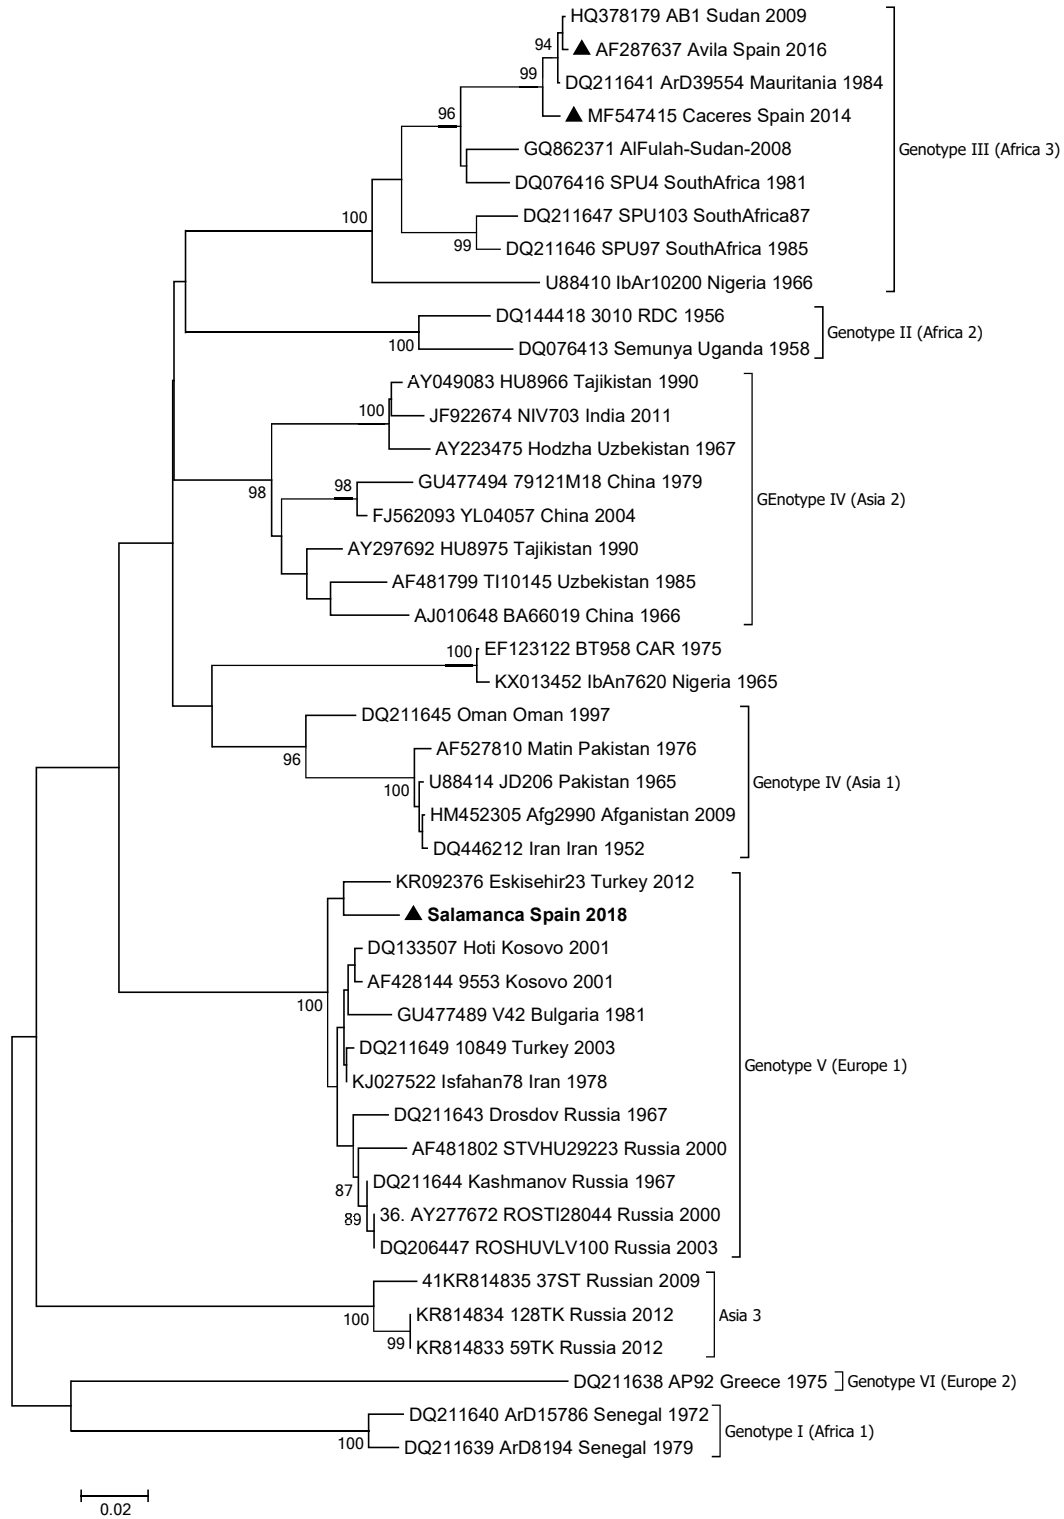 HQ378179 AB1 Sudan 2009
94
▲ AF287637 Avila Spain 2016
99
DQ211641 ArD39554 Mauritania 1984
96
▲ MF547415 Caceres Spain 2014
GQ862371 AlFulah-Sudan-2008
Genotype III (Africa 3)
DQ076416 SPU4 SouthAfrica 1981
100
DQ211647 SPU103 SouthAfrica87
99
DQ211646 SPU97 SouthAfrica 1985
U88410 IbAr10200 Nigeria 1966
DQ144418 3010 RDC 1956
Genotype II (Africa 2)
100
DQ076413 Semunya Uganda 1958
AY049083 HU8966 Tajikistan 1990
100
JF922674 NIV703 India 2011
AY223475 Hodzha Uzbekistan 1967
98
98
GU477494 79121M18 China 1979
GEnotype IV (Asia 2)
FJ562093 YL04057 China 2004
AY297692 HU8975 Tajikistan 1990
AF481799 TI10145 Uzbekistan 1985
AJ010648 BA66019 China 1966
100
EF123122 BT958 CAR 1975
KX013452 IbAn7620 Nigeria 1965
DQ211645 Oman Oman 1997
96
AF527810 Matin Pakistan 1976
100
U88414 JD206 Pakistan 1965
Genotype IV (Asia 1)
HM452305 Afg2990 Afganistan 2009
DQ446212 Iran Iran 1952
KR092376 Eskisehir23 Turkey 2012
▲ Salamanca Spain 2018
DQ133507 Hoti Kosovo 2001
AF428144 9553 Kosovo 2001
100
GU477489 V42 Bulgaria 1981
DQ211649 10849 Turkey 2003
Genotype V (Europe 1)
KJ027522 Isfahan78 Iran 1978
DQ211643 Drosdov Russia 1967
AF481802 STVHU29223 Russia 2000
87
DQ211644 Kashmanov Russia 1967
89
36. AY277672 ROSTI28044 Russia 2000
DQ206447 ROSHUVLV100 Russia 2003
41KR814835 37ST Russian 2009
100
KR814834 128TK Russia 2012
Asia 3
99
KR814833 59TK Russia 2012
DQ211638 AP92 Greece 1975
Genotype VI (Europe 2)
DQ211640 ArD15786 Senegal 1972
Genotype I (Africa 1)
100
DQ211639 ArD8194 Senegal 1979
0.02